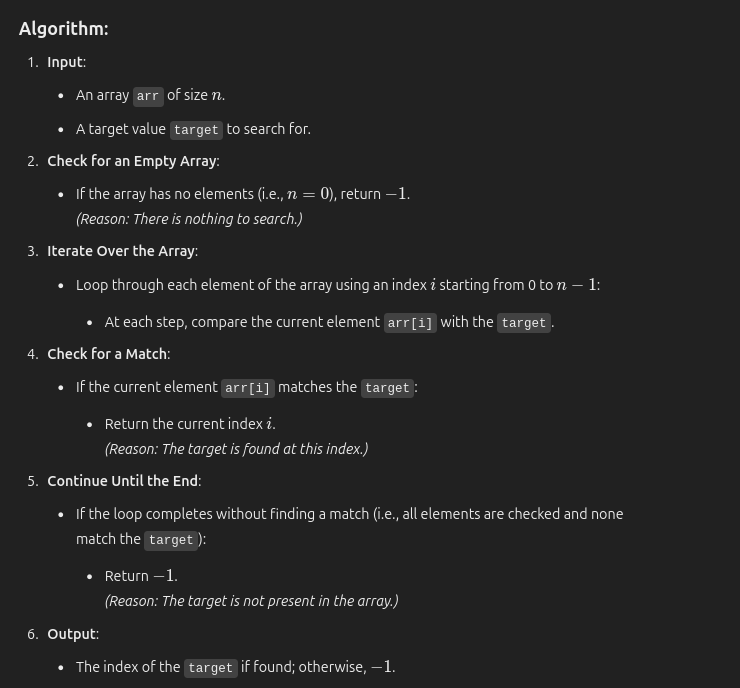 Algorithm:
1. Input:
• An array arr of size n.
• A target value target to search for.
2. Check for an Empty Array:
• If the array has no elements (i.e., n = 0), return −1.
(Reason: There is nothing to search.)
3. Iterate Over the Array:
• Loop through each element of the array using an index i starting from 0 to n − 1:
• At each step, compare the current element arr[i] with the target.
4. Check for a Match:
• If the current element arr[i] matches the target:
• Return the current index i.
(Reason: The target is found at this index.)
5. Continue Until the End:
• If the loop completes without finding a match (i.e., all elements are checked and none
match the target):
• Return −1.
(Reason: The target is not present in the array.)
6. Output:
• The index of the target if found; otherwise, −1.